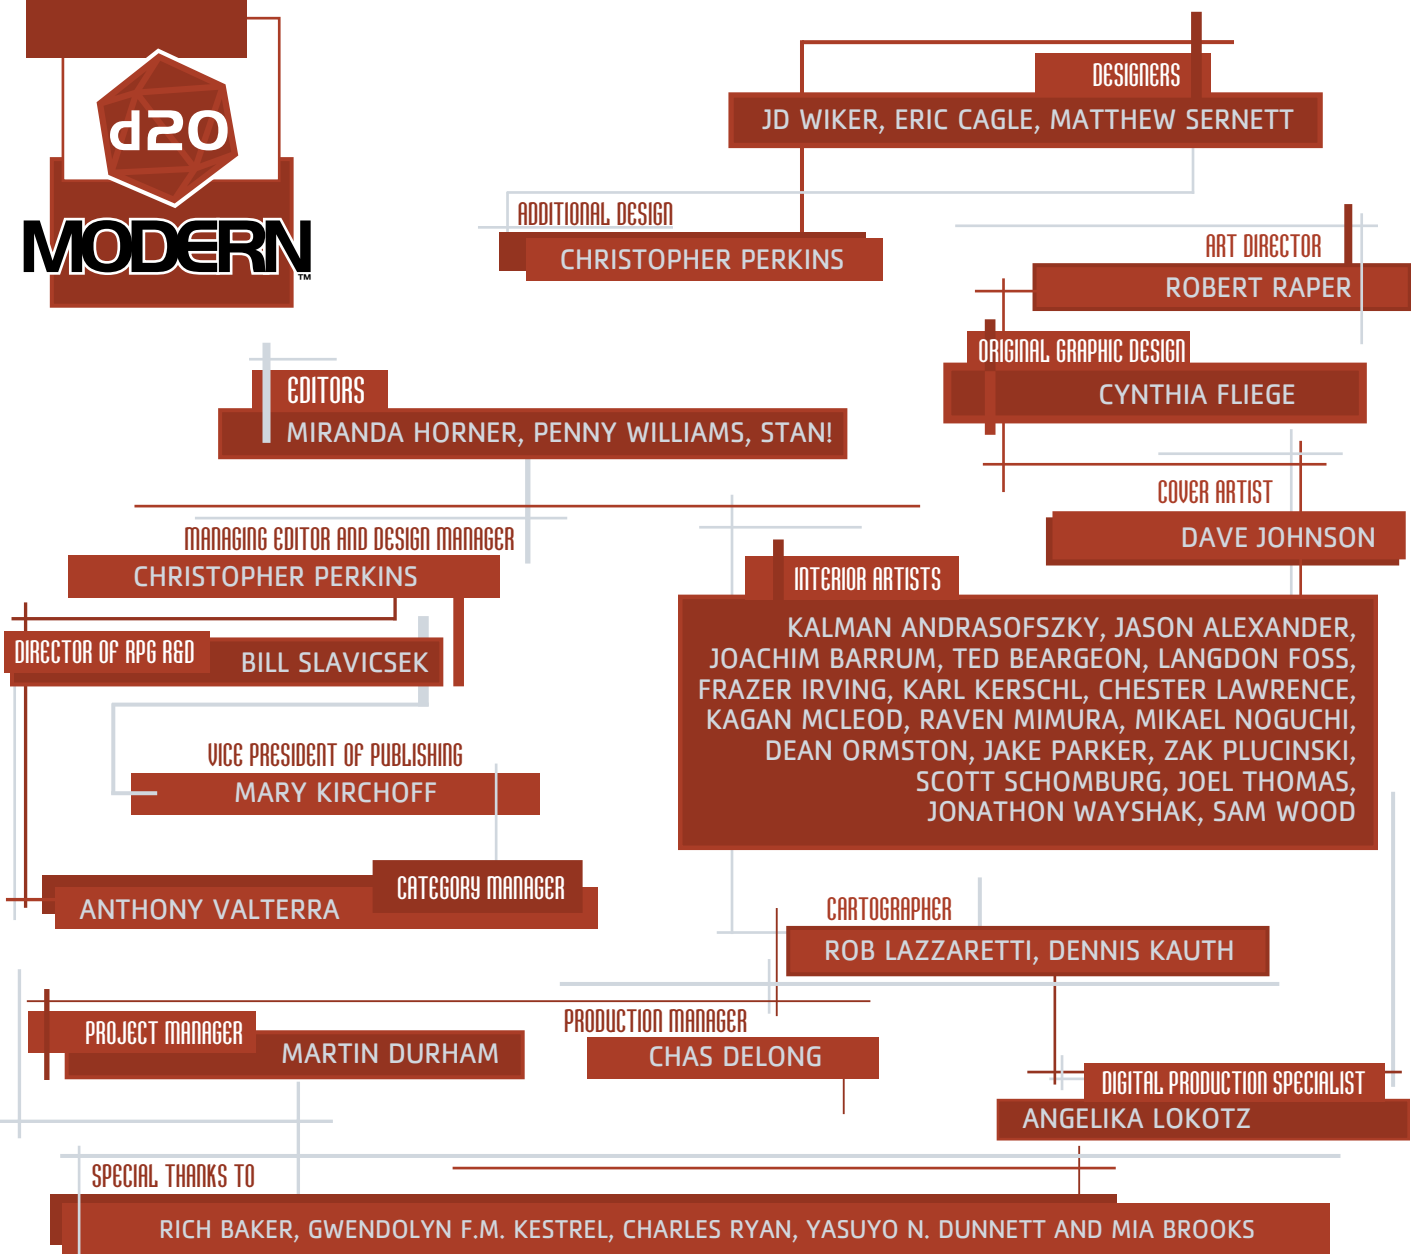 d20
MODERN™
DESIGNERS
JD WIKER, ERIC CAGLE, MATTHEW SERNETT
ADDITIONAL DESIGN
CHRISTOPHER PERKINS
ART DIRECTOR
ROBERT RAPER
ORIGINAL GRAPHIC DESIGN
CYNTHIA FLIEGE
EDITORS
MIRANDA HORNER, PENNY WILLIAMS, STAN!
COVER ARTIST
DAVE JOHNSON
MANAGING EDITOR AND DESIGN MANAGER
CHRISTOPHER PERKINS
INTERIOR ARTISTS
KALMAN ANDRASOFSZKY, JASON ALEXANDER,
JOACHIM BARRUM, TED BEARGEON, LANGDON FOSS,
FRAZER IRVING, KARL KERSCHL, CHESTER LAWRENCE,
KAGAN MCLEOD, RAVEN MIMURA, MIKAEL NOGUCHI,
DEAN ORMSTON, JAKE PARKER, ZAK PLUCINSKI,
SCOTT SCHOMBURG, JOEL THOMAS,
JONATHON WAYSHAK, SAM WOOD
DIRECTOR OF RPG R&D
BILL SLAVICSEK
VICE PRESIDENT OF PUBLISHING
MARY KIRCHOFF
CATEGORY MANAGER
ANTHONY VALTERRA
CARTOGRAPHER
ROB LAZZARETTI, DENNIS KAUTH
PROJECT MANAGER
MARTIN DURHAM
PRODUCTION MANAGER
CHAS DELONG
DIGITAL PRODUCTION SPECIALIST
ANGELIKA LOKOTZ
SPECIAL THANKS TO
RICH BAKER, GWENDOLYN F.M. KESTREL, CHARLES RYAN, YASUYO N. DUNNETT AND MIA BROOKS